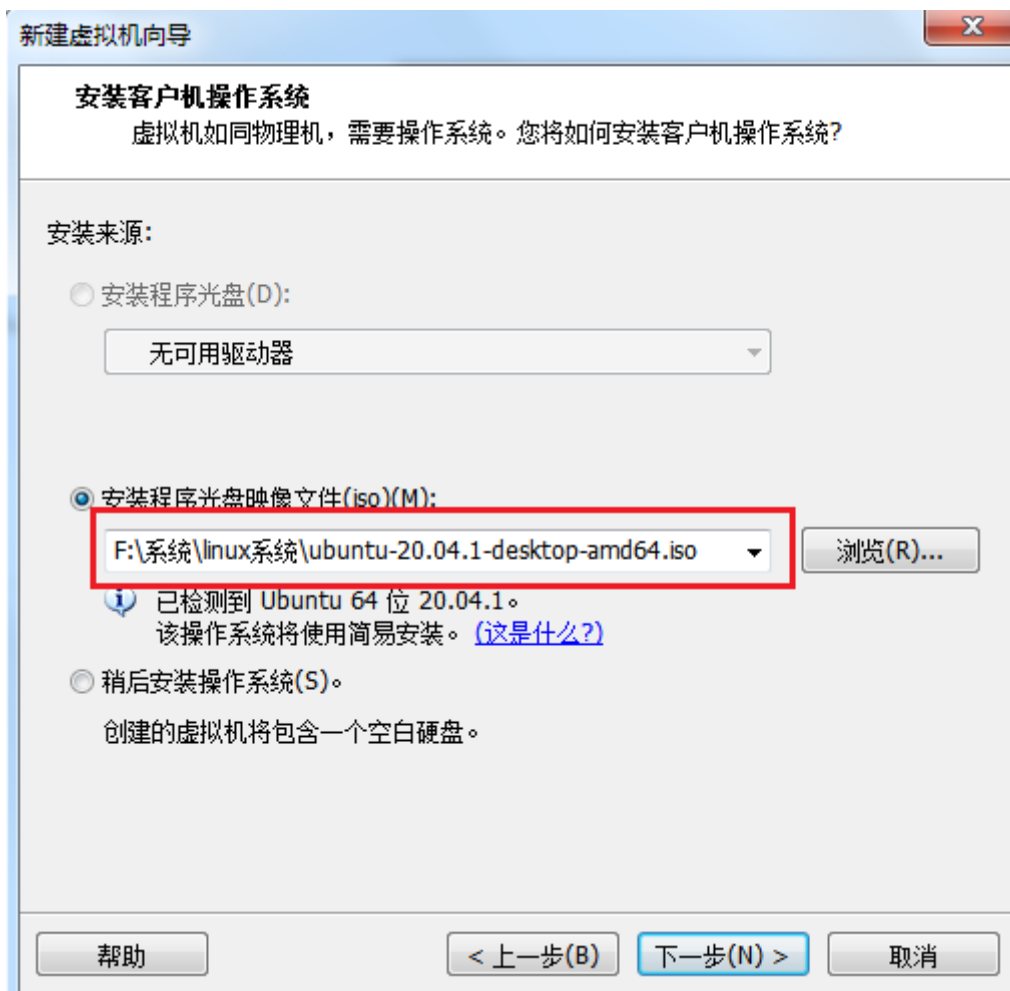 新建虚拟机向导
安装客户机操作系统
虚拟机如同物理机，需要操作系统。您将如何安装客户机操作系统?
安装来源:
安装程序光盘(D):
无可用驱动器
安装程序光盘映像文件(iso)(M):
F:\系统\linux系统\ubuntu-20.04.1-desktop-amd64.iso
浏览(R)...
已检测到 Ubuntu 64 位 20.04.1。
该操作系统将使用简易安装。 (这是什么?)
稍后安装操作系统(S)。
创建的虚拟机将包含一个空白硬盘。
帮助
< 上一步(B)
下一步(N) >
取消